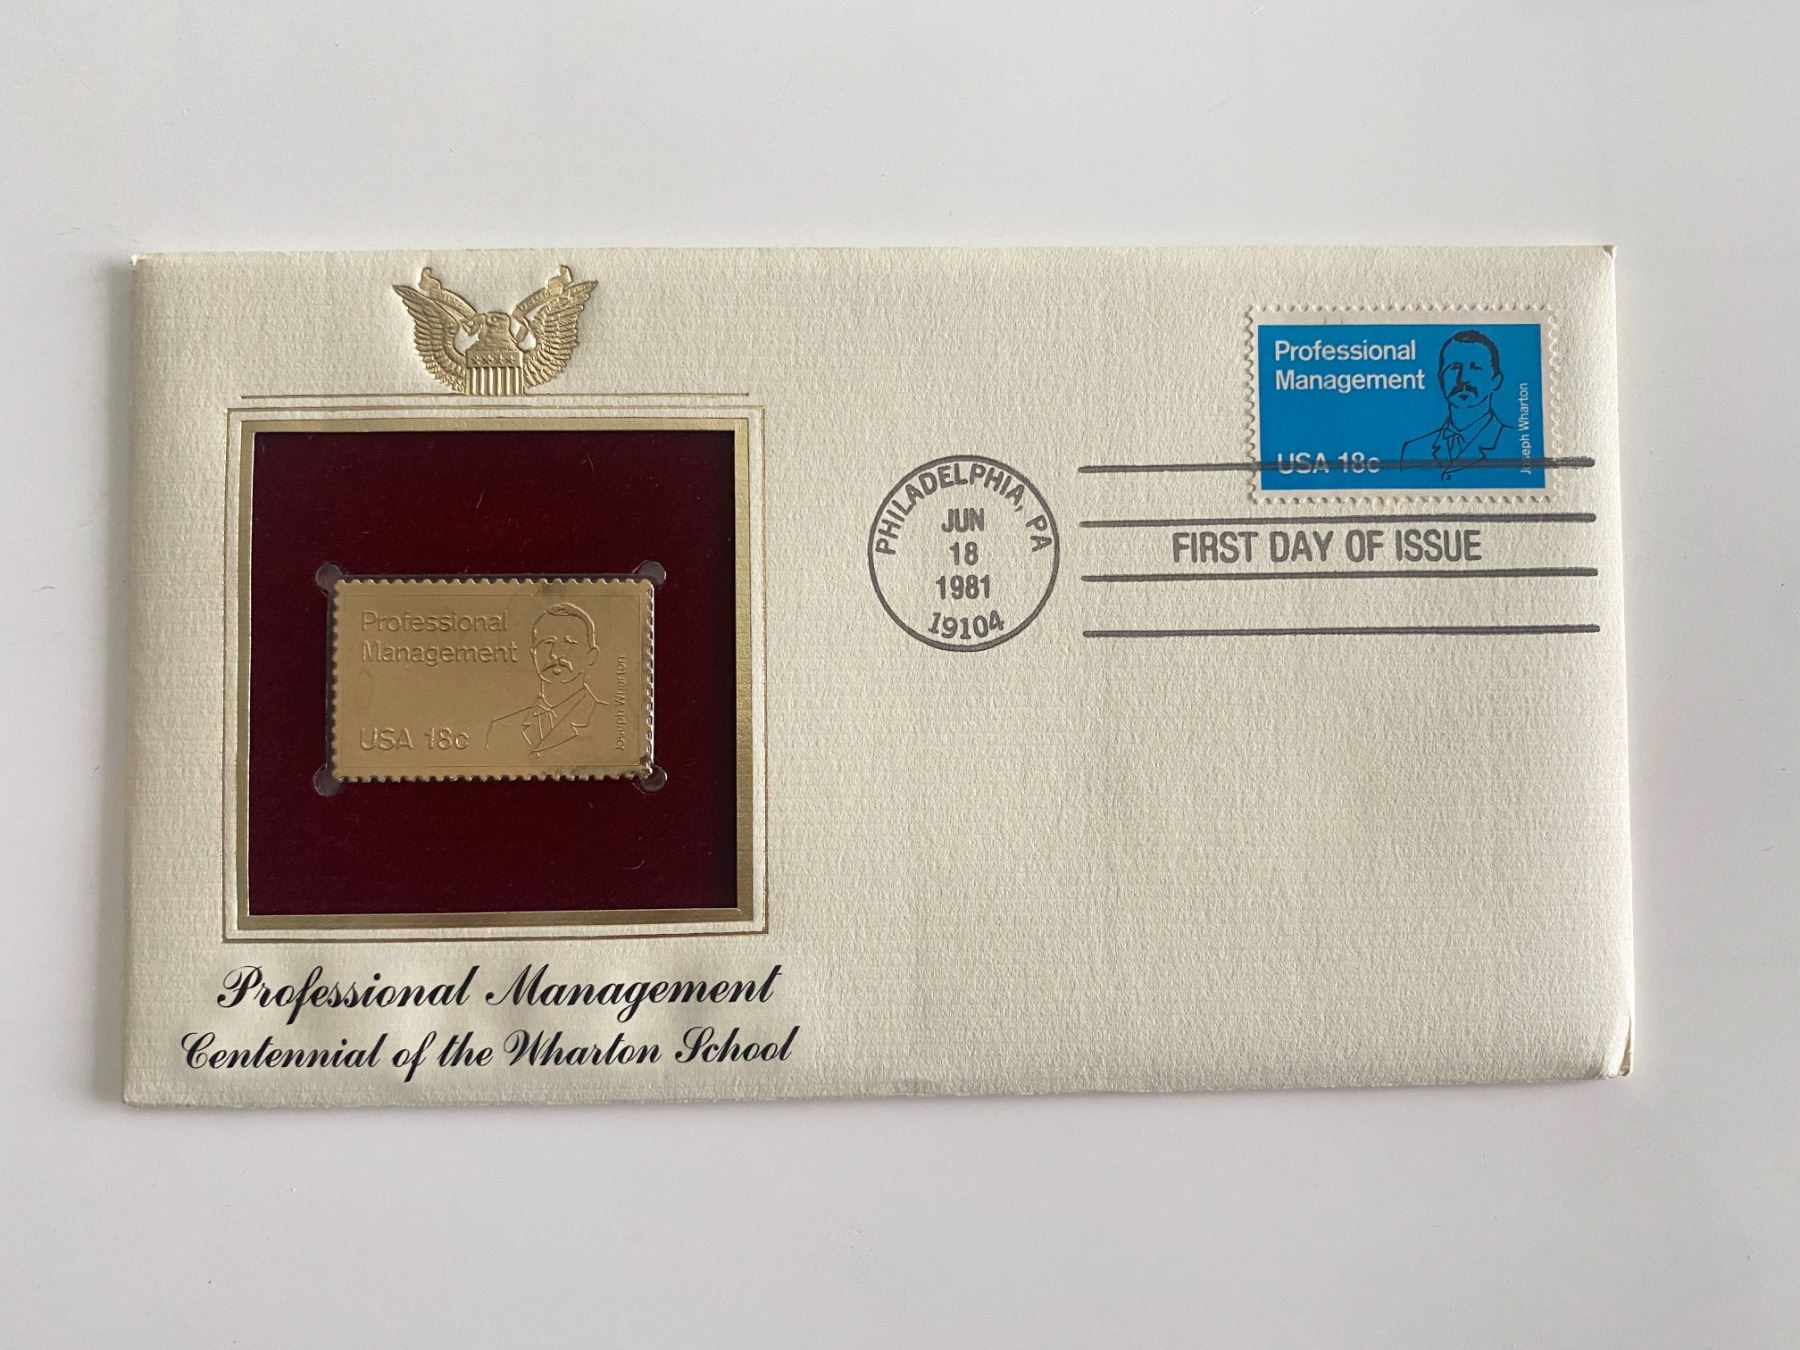 Professional
Management
USA 18c
Joseph Wharton
PHILADELPHIA, PA
JUN
18
1981
19104
FIRST DAY OF ISSUE
Professional
Management
USA 18c
Joseph Wharton
Professional Management
Centennial of the Wharton School